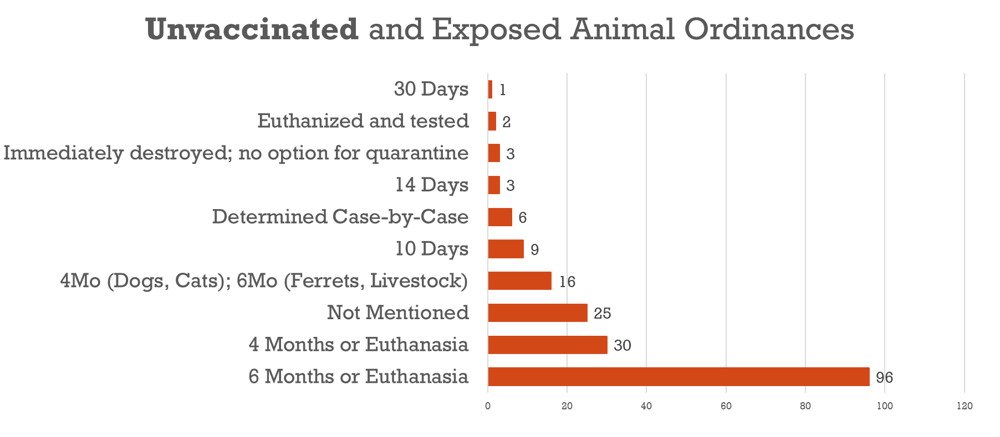 Unvaccinated and Exposed Animal Ordinances
30 Days 1
Euthanized and tested 2
Immediately destroyed; no option for quarantine 3
14 Days 3
Determined Case-by-Case 6
10 Days 9
4Mo (Dogs, Cats); 6Mo (Ferrets, Livestock) 16
Not Mentioned 25
4 Months or Euthanasia 30
6 Months or Euthanasia 96
0 20 40 60 80 100 120